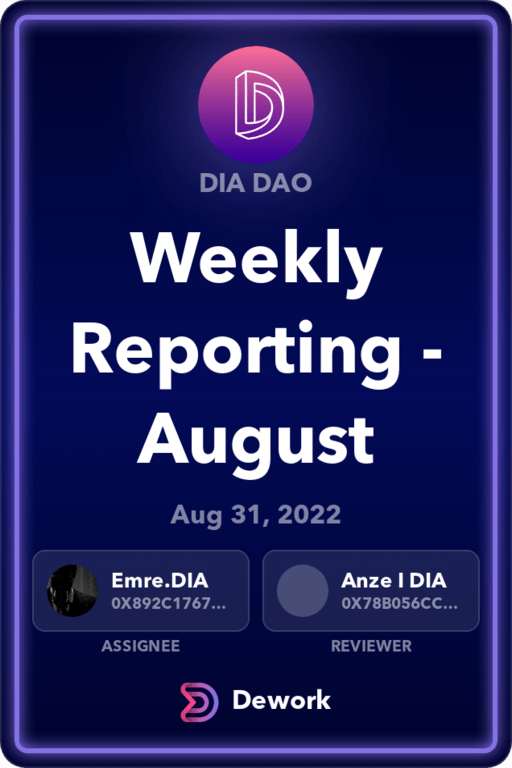 DIA DAO
Weekly
Reporting -
August
Aug 31, 2022
Emre.DIA
0X892C1767...
ASSIGNEE
Anze I DIA
0X78B056CC...
REVIEWER
Dework